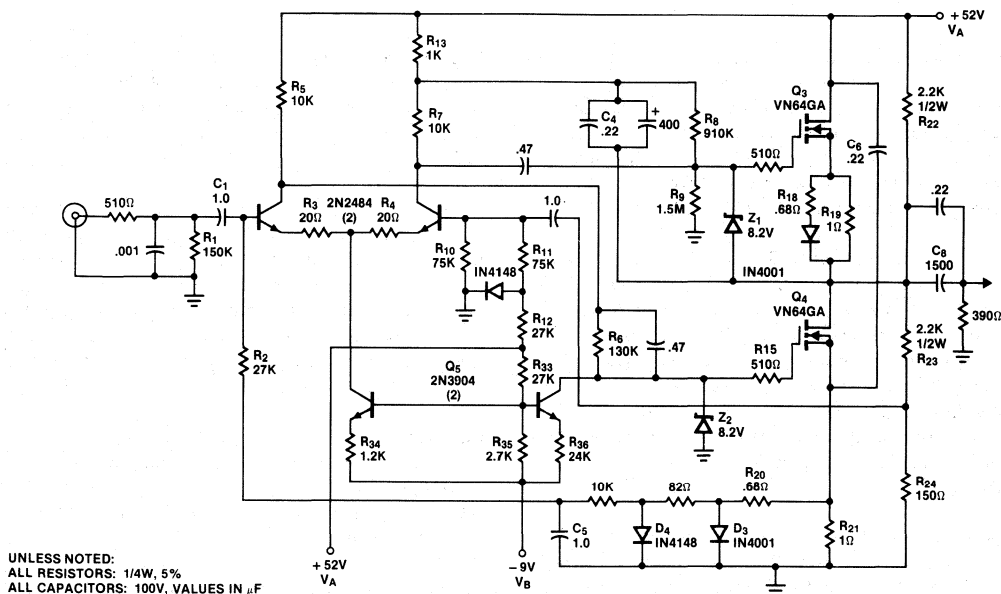 + 52V
VA
R13
1K
R5
10K
R7
10K
C4
.22
+
400
R8
910K
Q3
VN64GA
2.2K
1/2W
R22
C6
.22
.47
510Ω
C1
1.0
510Ω
R3
20Ω
2N2484
(2)
R4
20Ω
1.0
R9
1.5M
Z1
8.2V
R18
.68Ω
R19
1Ω
.22
.001
R1
150K
R10
75K
R11
75K
IN4148
IN4001
C8
1500
Q4
VN64GA
390Ω
R12
27K
R6
130K
.47
R15
510Ω
2.2K
1/2W
R23
R2
27K
Q5
2N3904
(2)
R33
27K
Z2
8.2V
R34
1.2K
R35
2.7K
R36
24K
R20
.68Ω
10K
82Ω
R24
150Ω
C5
1.0
D4
IN4148
D3
IN4001
R21
1Ω
+ 52V
VA
– 9V
VB
UNLESS NOTED:
ALL RESISTORS: 1/4W, 5%
ALL CAPACITORS: 100V, VALUES IN μF